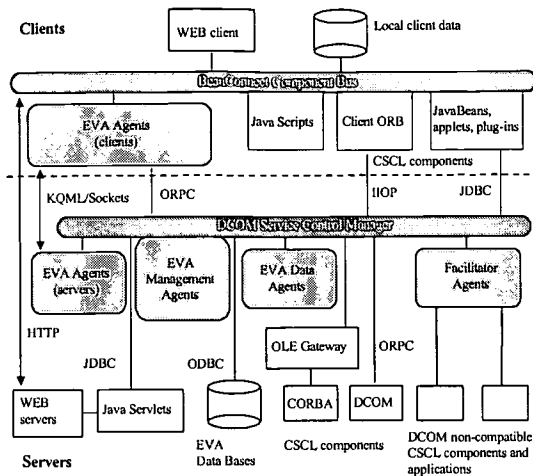 Clients
WEB client
Local client data
BeanConnect Component Bus
EVA Agents
(clients)
Java Scripts
Client ORB
JavaBeans,
applets, plug-ins
CSCL components
KQML/Sockets
ORPC
IIOP
JDBC
DCOM Service Control Manager
EVA Agents
(servers)
EVA
Management
Agents
EVA Data
Agents
Facilitator
Agents
HTTP
JDBC
ODBC
OLE Gateway
ORPC
WEB
servers
Java Servlets
CORBA
DCOM
EVA
Data Bases
CSCL components
DCOM non-compatible
CSCL components and
applications
Servers